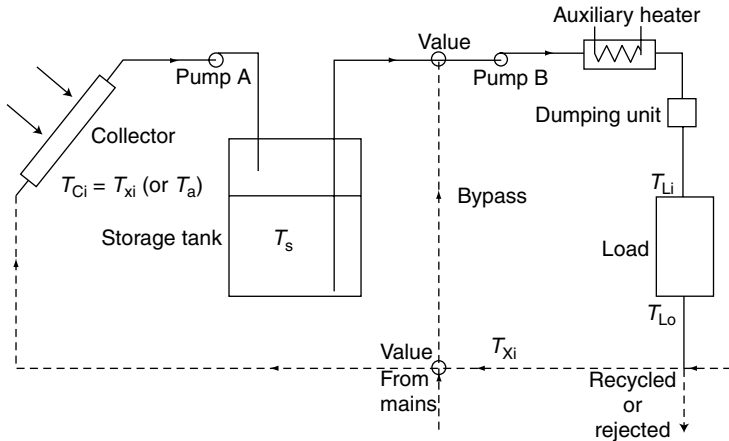 Auxiliary heater
Value
Pump A
Pump B
Collector
Dumping unit
T_Ci = T_xi (or T_a)
T_Li
Bypass
Storage tank
T_s
Load
T_Lo
Value
T_Xi
From
mains
Recycled
or
rejected